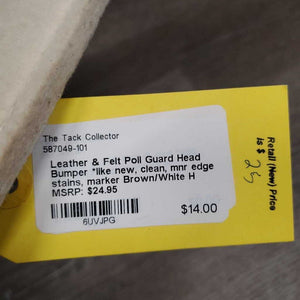 The Tack Collector
587049-101
Leather & Felt Poll Guard Head
Bumper *like new, clean, mnr edge
stains, marker Brown/White H
MSRP: $24.95
$14.00
6UVJPG
Retail (New) Price
Is $ 25